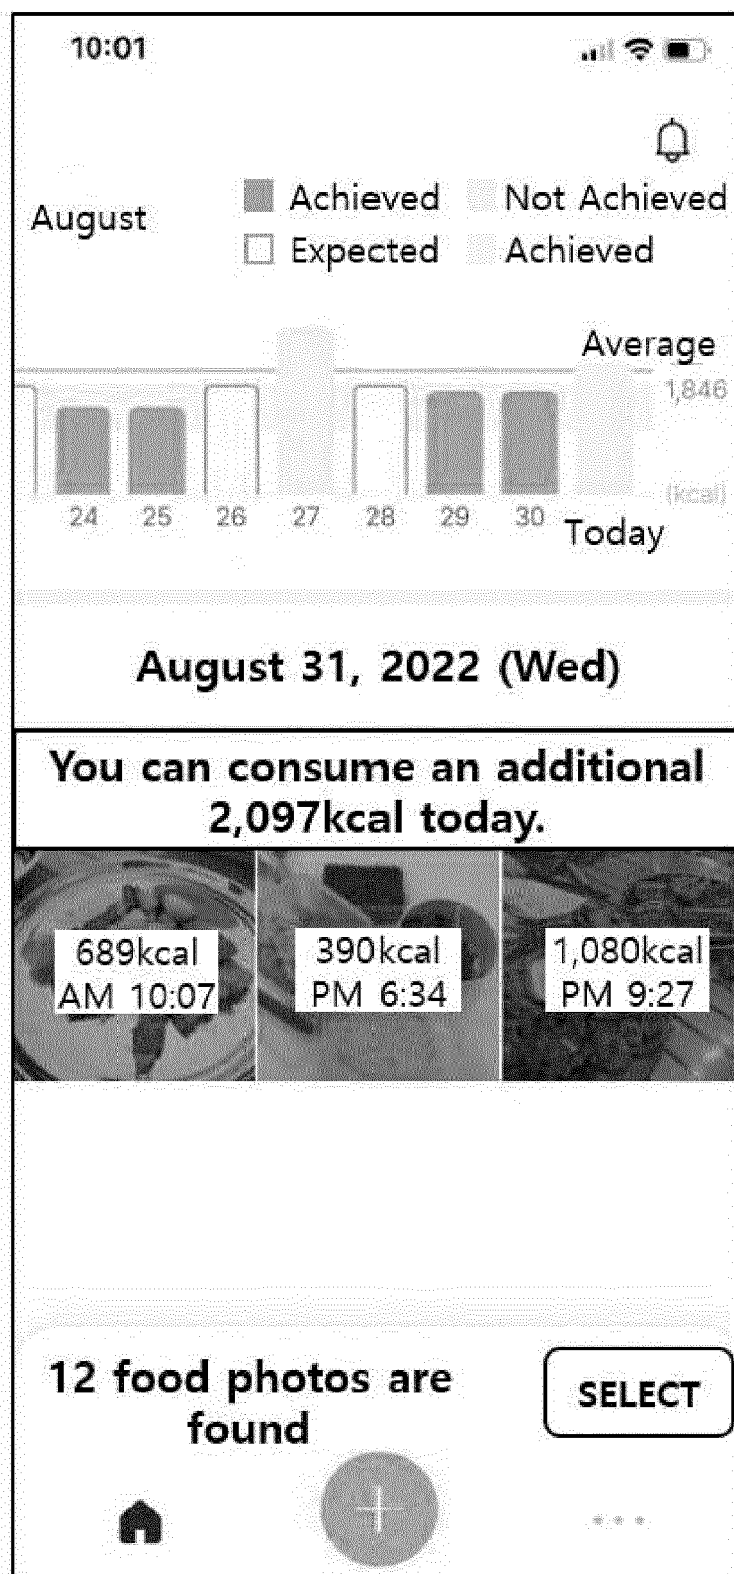 10:01
Achieved
Not Achieved
August
Expected
Achieved
Average
1,846
(kcal)
24 25 26 27 28 29 30 Today
August 31, 2022 (Wed)
You can consume an additional
2,097kcal today.
689kcal
AM 10:07
390kcal
PM 6:34
1,080kcal
PM 9:27
12 food photos are
found
SELECT